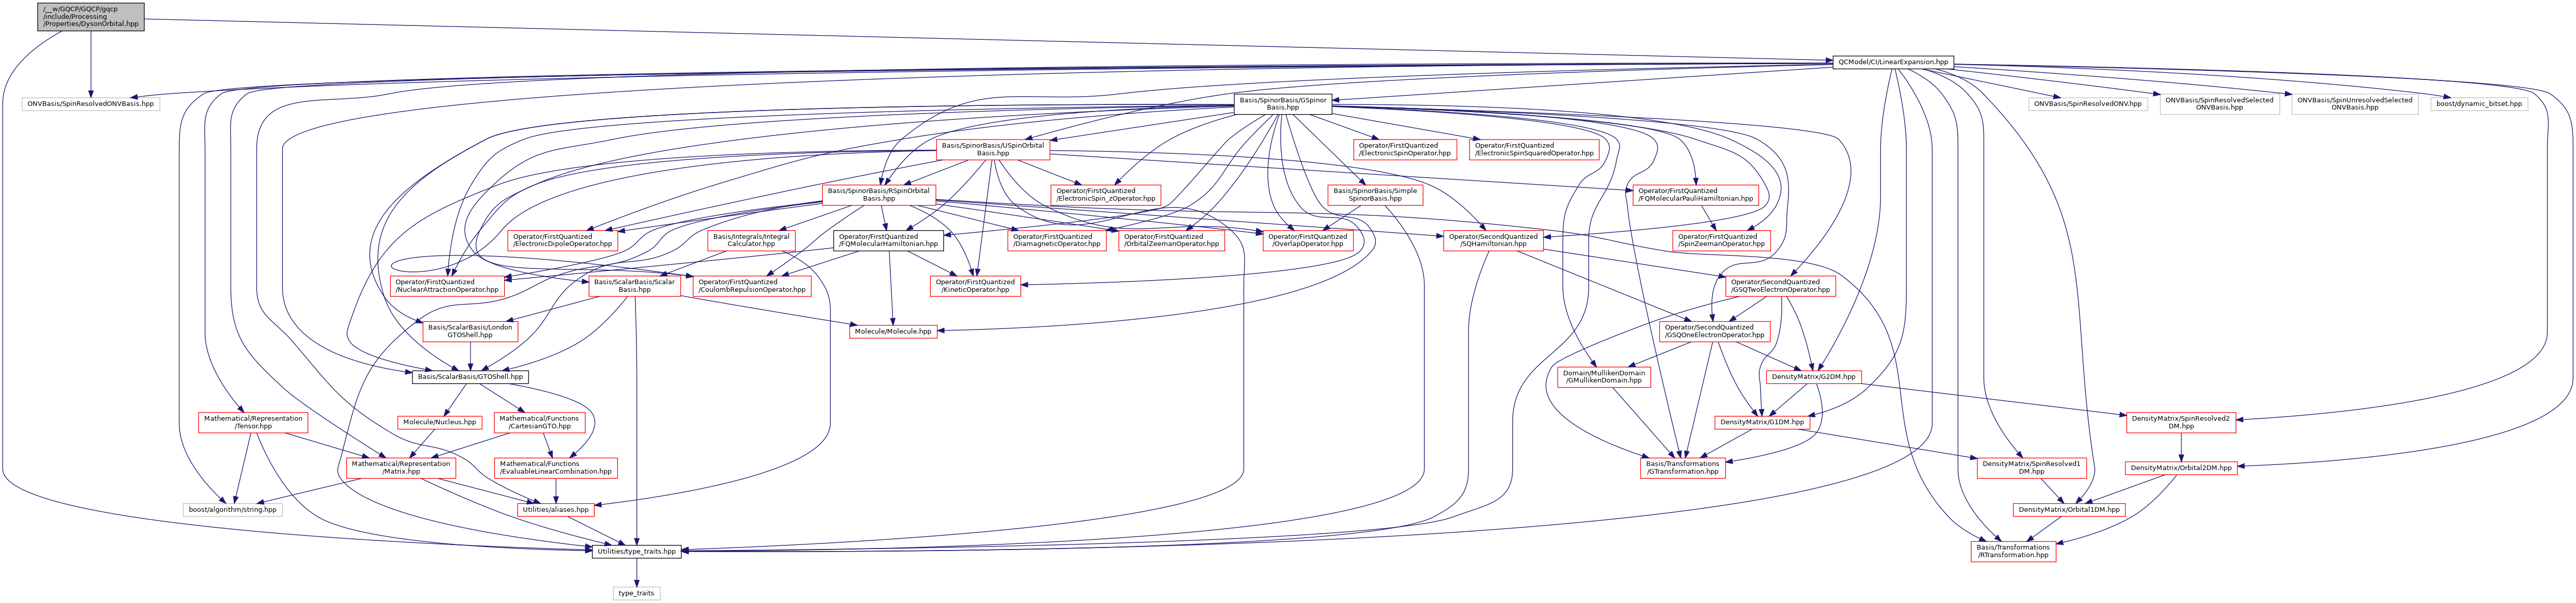 /__w/GQCP/GQCP/gqcp
/include/Processing
/Properties/DysonOrbital.hpp
QCModel/CI/LinearExpansion.hpp
ONVBasis/SpinResolvedONVBasis.hpp
Basis/SpinorBasis/GSpinor
Basis.hpp
ONVBasis/SpinResolvedONV.hpp
ONVBasis/SpinResolvedSelected
ONVBasis.hpp
ONVBasis/SpinUnresolvedSelected
ONVBasis.hpp
boost/dynamic_bitset.hpp
Basis/SpinorBasis/USpinOrbital
Basis.hpp
Operator/FirstQuantized
/ElectronicSpinOperator.hpp
Operator/FirstQuantized
/ElectronicSpinSquaredOperator.hpp
Basis/SpinorBasis/RSpinOrbital
Basis.hpp
Operator/FirstQuantized
/ElectronicSpin_zOperator.hpp
Basis/SpinorBasis/Simple
SpinorBasis.hpp
Operator/FirstQuantized
/FQMolecularPauliHamiltonian.hpp
Operator/FirstQuantized
/ElectronicDipoleOperator.hpp
Basis/Integrals/Integral
Calculator.hpp
Operator/FirstQuantized
/FQMolecularHamiltonian.hpp
Operator/FirstQuantized
/DiamagneticOperator.hpp
Operator/FirstQuantized
/OrbitalZeemanOperator.hpp
Operator/FirstQuantized
/OverlapOperator.hpp
Operator/SecondQuantized
/SQHamiltonian.hpp
Operator/FirstQuantized
/SpinZeemanOperator.hpp
Operator/FirstQuantized
/NuclearAttractionOperator.hpp
Basis/ScalarBasis/Scalar
Basis.hpp
Operator/FirstQuantized
/CoulombRepulsionOperator.hpp
Operator/FirstQuantized
/KineticOperator.hpp
Operator/SecondQuantized
/GSQTwoElectronOperator.hpp
Basis/ScalarBasis/London
GTOShell.hpp
Molecule/Molecule.hpp
Operator/SecondQuantized
/GSQOneElectronOperator.hpp
Basis/ScalarBasis/GTOShell.hpp
Domain/MullikenDomain
/GMullikenDomain.hpp
DensityMatrix/G2DM.hpp
Mathematical/Representation
/Tensor.hpp
Molecule/Nucleus.hpp
Mathematical/Functions
/CartesianGTO.hpp
DensityMatrix/G1DM.hpp
DensityMatrix/SpinResolved2
DM.hpp
Mathematical/Representation
/Matrix.hpp
Mathematical/Functions
/EvaluableLinearCombination.hpp
Basis/Transformations
/GTransformation.hpp
DensityMatrix/SpinResolved1
DM.hpp
DensityMatrix/Orbital2DM.hpp
boost/algorithm/string.hpp
Utilities/aliases.hpp
DensityMatrix/Orbital1DM.hpp
Utilities/type_traits.hpp
Basis/Transformations
/RTransformation.hpp
type_traits